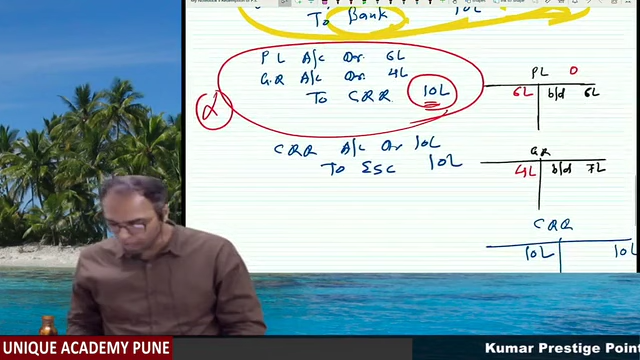 To Bank 10L
PL A/c Dr. 6L
G.R A/c Dr. 4L
To CRR 10L
CRR A/c Dr 10L
To ESC 10L
PL 0
6L b/d 6L
GR
4L b/d 7L
CRR
10L 10L
UNIQUE ACADEMY PUNE
Kumar Prestige Point